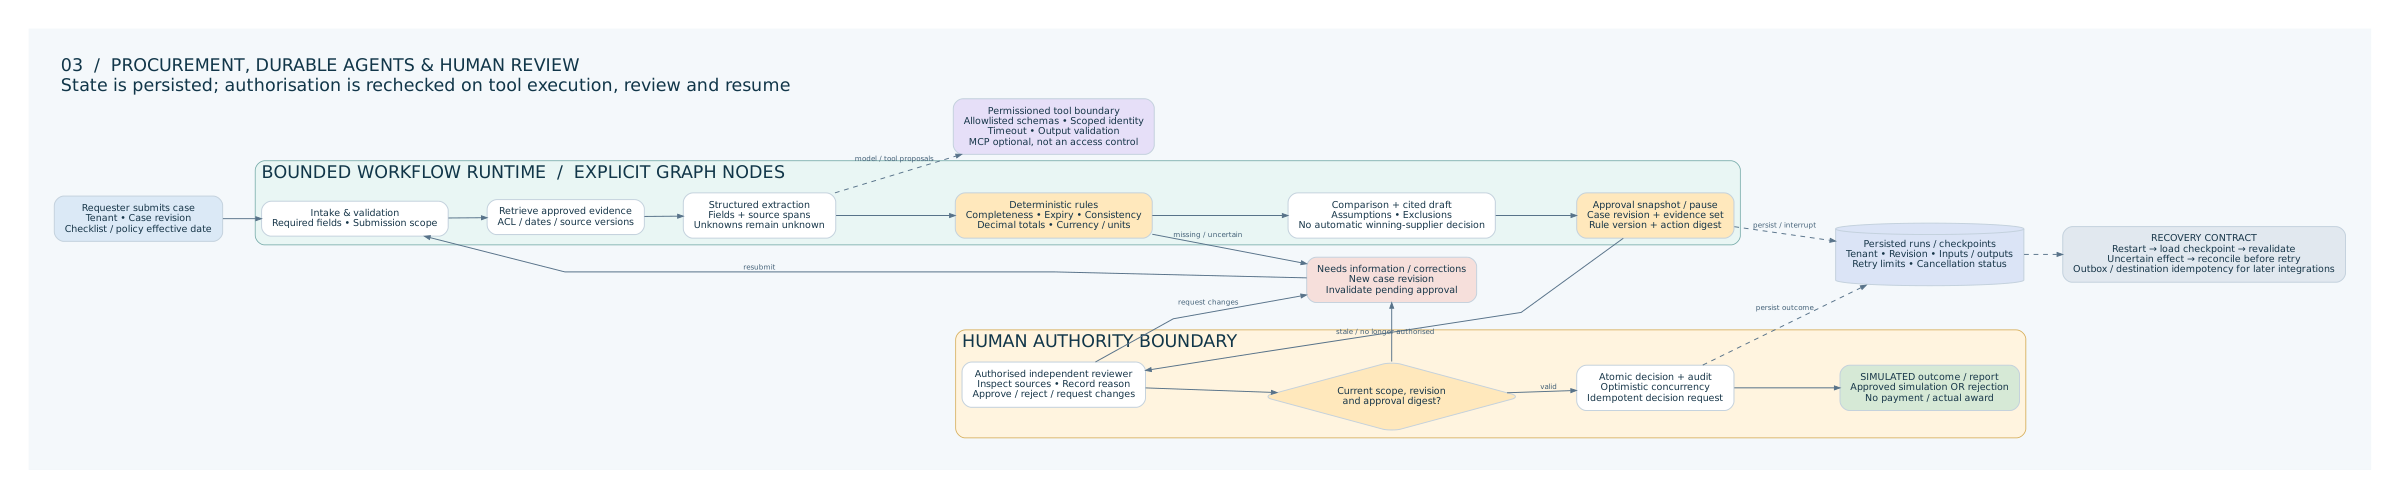 03 / PROCUREMENT, DURABLE AGENTS & HUMAN REVIEW
State is persisted; authorisation is rechecked on tool execution, review and resume
Permissioned tool boundary
Allowlisted schemas • Scoped identity
Timeout • Output validation
MCP optional, not an access control
model / tool proposals
BOUNDED WORKFLOW RUNTIME / EXPLICIT GRAPH NODES
Requester submits case
Tenant • Case revision
Checklist / policy effective date
Intake & validation
Required fields • Submission scope
Retrieve approved evidence
ACL / dates / source versions
Structured extraction
Fields + source spans
Unknowns remain unknown
Deterministic rules
Completeness • Expiry • Consistency
Decimal totals • Currency / units
Comparison + cited draft
Assumptions • Exclusions
No automatic winning-supplier decision
Approval snapshot / pause
Case revision + evidence set
Rule version + action digest
persist / interrupt
Persisted runs / checkpoints
Tenant • Revision • Inputs / outputs
Retry limits • Cancellation status
RECOVERY CONTRACT
Restart → load checkpoint → revalidate
Uncertain effect → reconcile before retry
Outbox / destination idempotency for later integrations
missing / uncertain
resubmit
Needs information / corrections
New case revision
Invalidate pending approval
request changes
persist outcome
stale / no longer authorised
HUMAN AUTHORITY BOUNDARY
Authorised independent reviewer
Inspect sources • Record reason
Approve / reject / request changes
Current scope, revision
and approval digest?
valid
Atomic decision + audit
Optimistic concurrency
Idempotent decision request
SIMULATED outcome / report
Approved simulation OR rejection
No payment / actual award